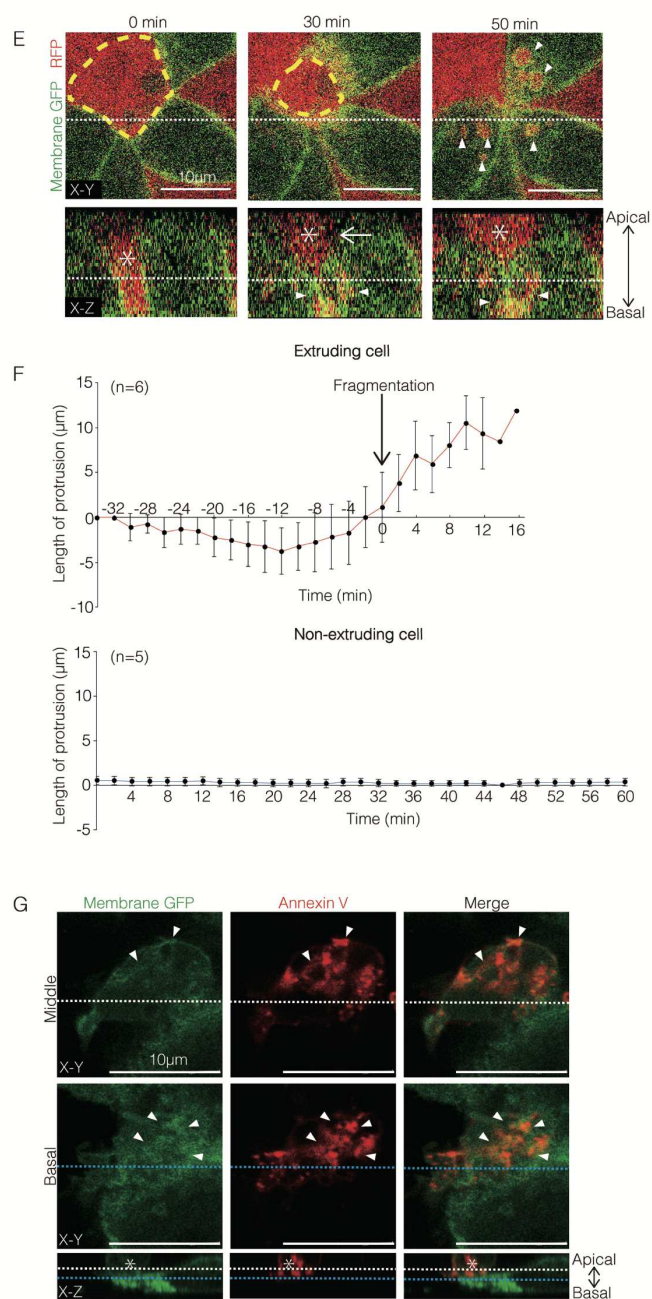 E
0 min 30 min 50 min
Membrane GFP RFP
10μm
X-Y
* * *
X-Z
Apical
Basal
Extruding cell
F
(n=6)
Fragmentation
Length of protrusion (μm)
15
10
5
0
-5
-10
-32 -28 -24 -20 -16 -12 -8 -4 0 4 8 12 16
Time (min)
Non-extruding cell
(n=5)
Length of protrusion (μm)
15
10
5
0
-5
4 8 12 16 20 24 28 32 36 40 44 48 52 56 60
Time (min)
G
Membrane GFP Annexin V Merge
Middle
10μm
X-Y
Basal
X-Y
* * *
X-Z
Apical
Basal